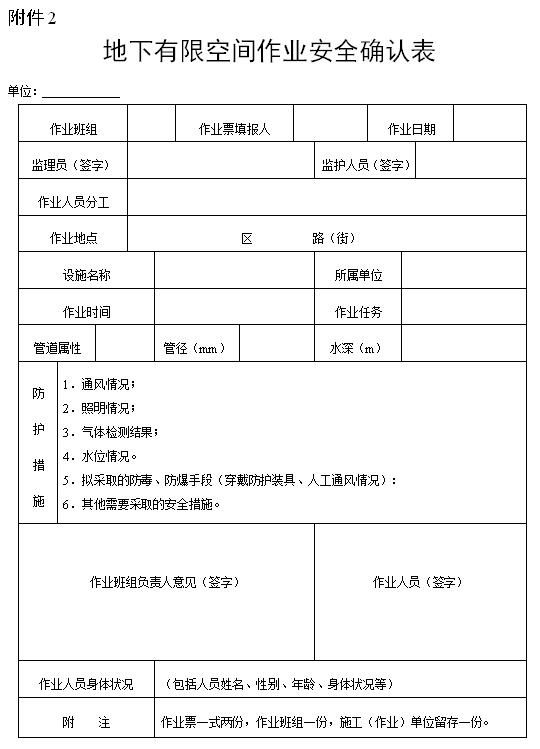 附件2
地下有限空间作业安全确认表
单位：____________
作业班组 作业票填报人 作业日期
监理员（签字） 监护人员（签字）
作业人员分工
作业地点 区 路（街）
设施名称 所属单位
作业时间 作业任务
管道属性 管径（mm） 水深（m）
防护措施
1．通风情况；
2．照明情况；
3．气体检测结果；
4．水位情况。
5．拟采取的防毒、防爆手段（穿戴防护装具、人工通风情况）：
6．其他需要采取的安全措施。
作业班组负责人意见（签字） 作业人员（签字）
作业人员身体状况 （包括人员姓名、性别、年龄、身体状况等）
附 注 作业票一式两份，作业班组一份，施工（作业）单位留存一份。